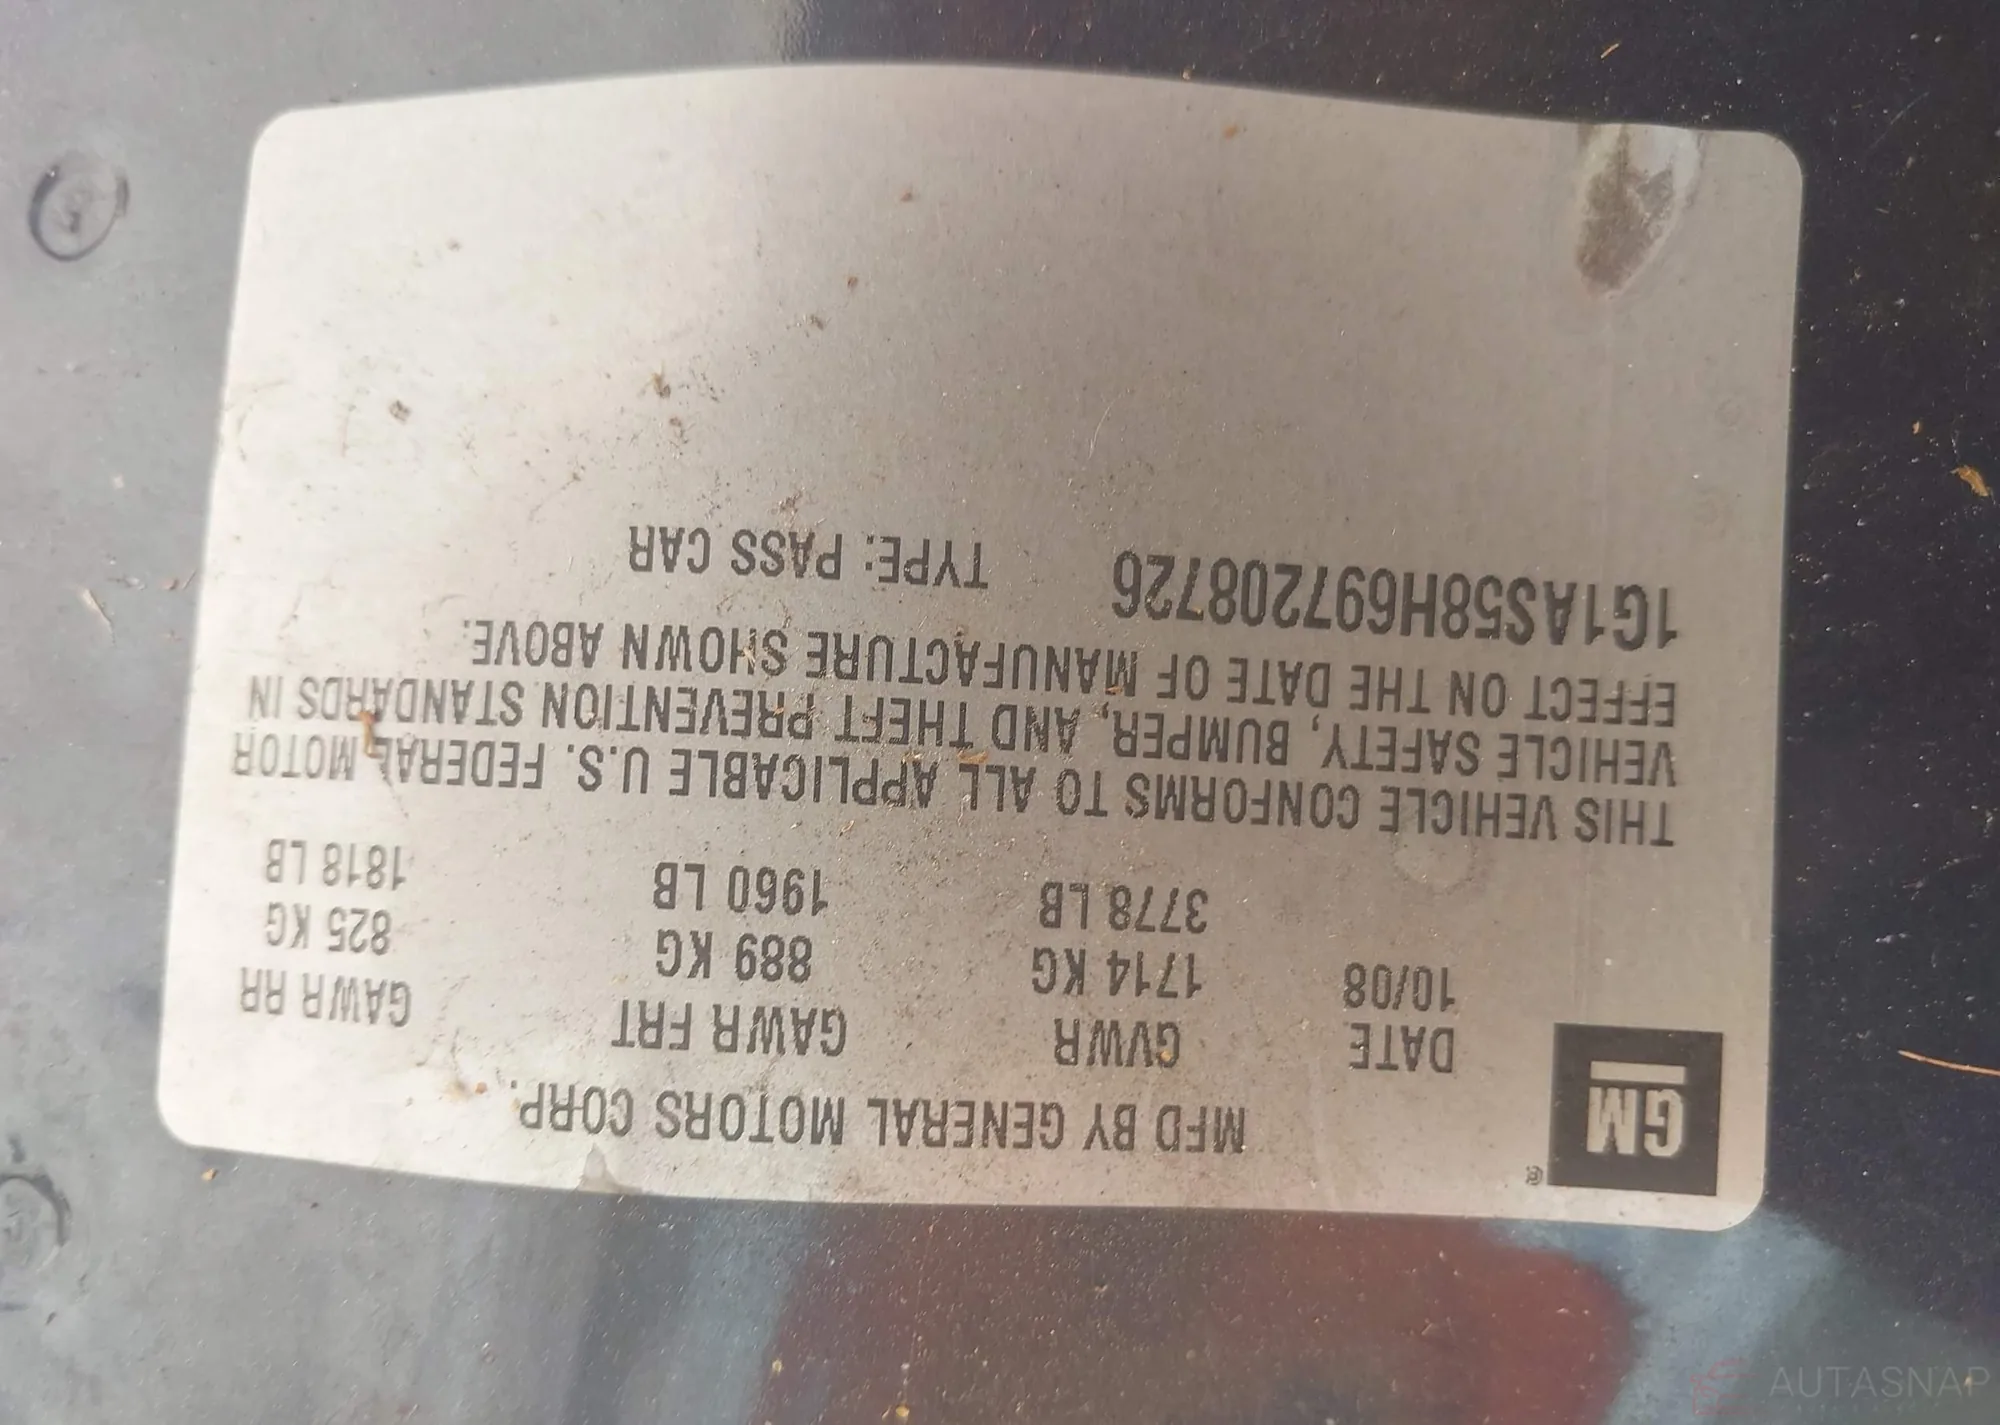 GM
®
MFD BY GENERAL MOTORS CORP.
DATE GVWR GAWR FRT GAWR RR
10/08 1714 KG 889 KG 825 KG
3778 LB 1960 LB 1818 LB
THIS VEHICLE CONFORMS TO ALL APPLICABLE U.S. FEDERAL MOTOR
VEHICLE SAFETY, BUMPER, AND THEFT PREVENTION STANDARDS IN
EFFECT ON THE DATE OF MANUFACTURE SHOWN ABOVE.
1G1AS58H697208726 TYPE: PASS CAR
AUTASNAP